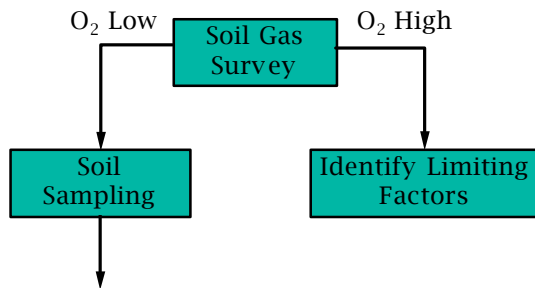 O₂ Low
Soil Gas
Survey
O₂ High
Soil
Sampling
Identify Limiting
Factors